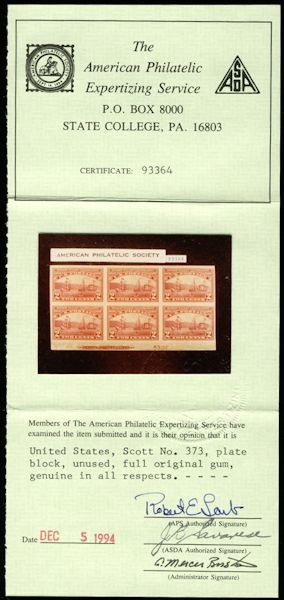 The
American Philatelic
Expertizing Service
ASDA
P.O. BOX 8000
STATE COLLEGE, PA. 16803
CERTIFICATE: 93364
AMERICAN PHILATELIC SOCIETY 93364
Members of The American Philatelic Expertizing Service have
examined the item submitted and it is their opinion that it is
United States, Scott No. 373, plate
block, unused, full original gum,
genuine in all respects. - - - -
(APS Authorized Signature)
(ASDA Authorized Signature)
Date DEC 5 1994
(Administrator Signature)